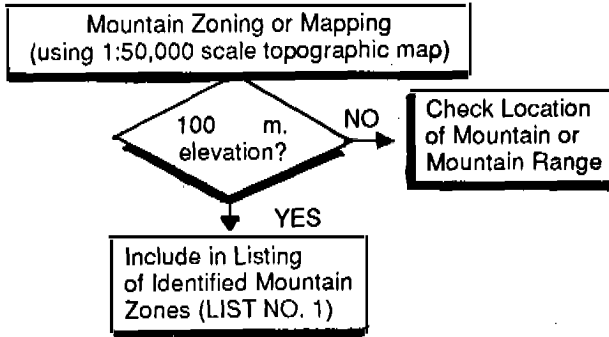 Mountain Zoning or Mapping
(using 1:50,000 scale topographic map)
100 m.
elevation?
NO
Check Location
of Mountain or
Mountain Range
YES
Include in Listing
of Identified Mountain
Zones (LIST NO. 1)